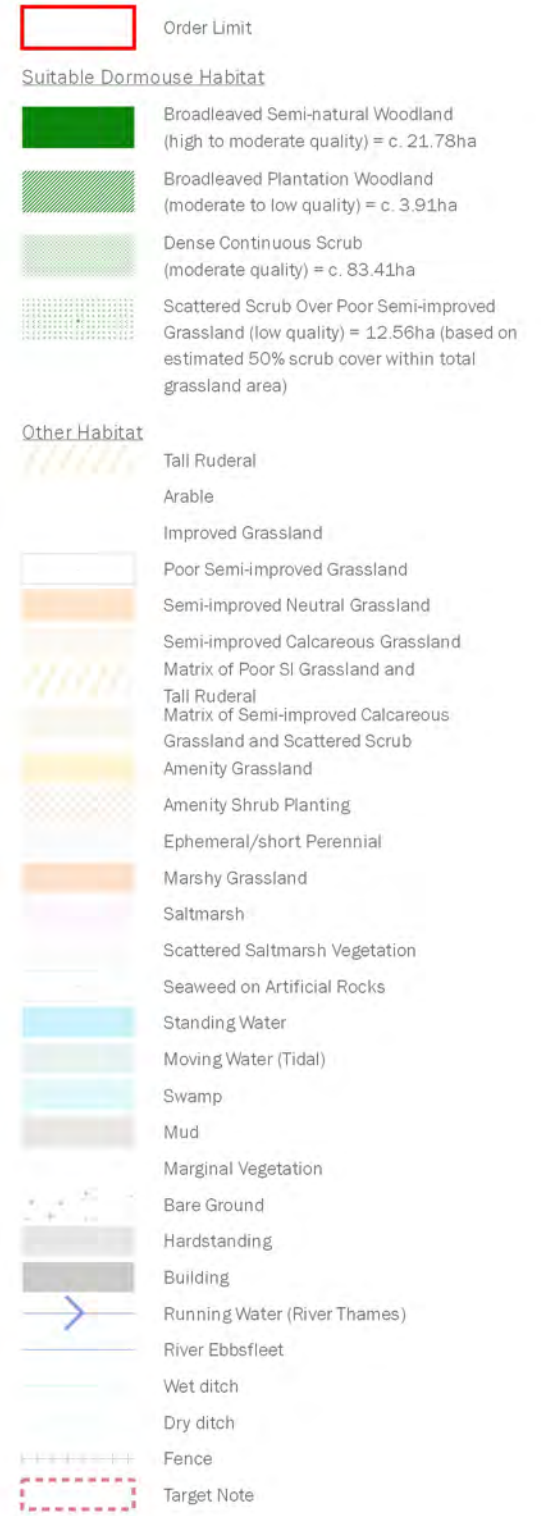 Order Limit
Suitable Dormouse Habitat
Broadleaved Semi-natural Woodland
(high to moderate quality) = c. 21.78ha
Broadleaved Plantation Woodland
(moderate to low quality) = c. 3.91ha
Dense Continuous Scrub
(moderate quality) = c. 83.41ha
Scattered Scrub Over Poor Semi-improved
Grassland (low quality) = 12.56ha (based on
estimated 50% scrub cover within total
grassland area)
Other Habitat
Tall Ruderal
Arable
Improved Grassland
Poor Semi-improved Grassland
Semi-improved Neutral Grassland
Semi-improved Calcareous Grassland
Matrix of Poor SI Grassland and
Tall Ruderal
Matrix of Semi-improved Calcareous
Grassland and Scattered Scrub
Amenity Grassland
Amenity Shrub Planting
Ephemeral/short Perennial
Marshy Grassland
Saltmarsh
Scattered Saltmarsh Vegetation
Seaweed on Artificial Rocks
Standing Water
Moving Water (Tidal)
Swamp
Mud
Marginal Vegetation
Bare Ground
Hardstanding
Building
Running Water (River Thames)
River Ebbsfleet
Wet ditch
Dry ditch
Fence
Target Note